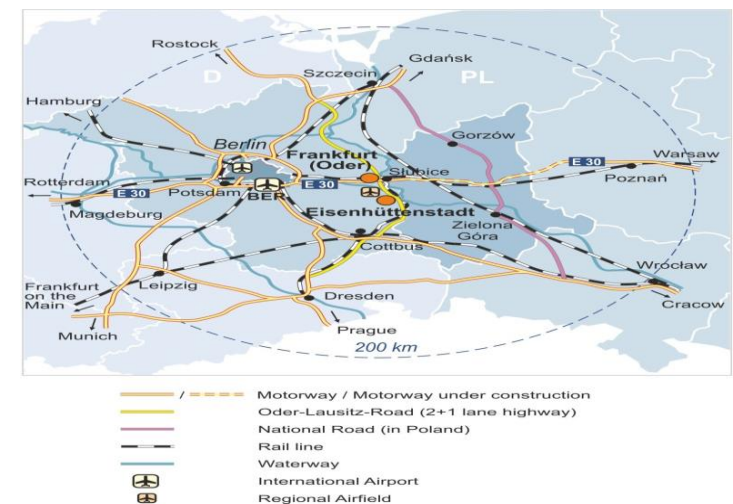 Rostock
Gdańsk
D
Szczecin
PL
Hamburg
Gorzów
Berlin
Frankfurt
(Oder)
Słubice
E 30
Warsaw
Rotterdam
E 30
Potsdam
BER
E 30
Poznań
Magdeburg
Eisenhüttenstadt
Zielona
Góra
Cottbus
Wrocław
Frankfurt
on the
Main
Leipzig
Dresden
Cracow
Munich
Prague
200 km
/
Motorway / Motorway under construction
Oder-Lausitz-Road (2+1 lane highway)
National Road (in Poland)
Rail line
Waterway
International Airport
Regional Airfield